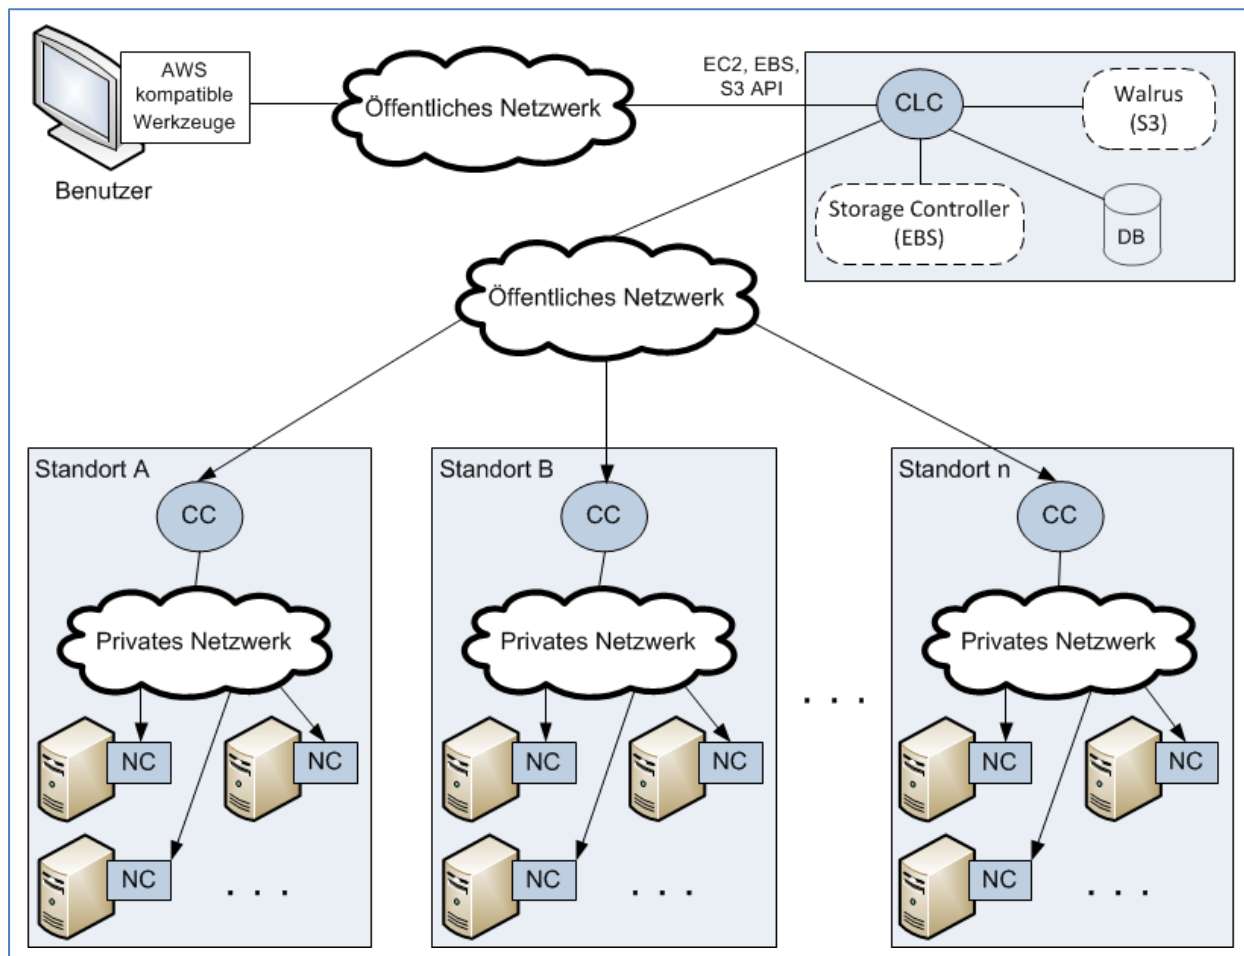 AWS
kompatible
Werkzeuge
Benutzer
Öffentliches Netzwerk
EC2, EBS,
S3 API
CLC
Walrus
(S3)
Storage Controller
(EBS)
DB
Öffentliches Netzwerk
Standort A
CC
Privates Netzwerk
NC
NC
NC
. . .
Standort B
CC
Privates Netzwerk
NC
NC
NC
. . .
. . .
Standort n
CC
Privates Netzwerk
NC
NC
NC
. . .